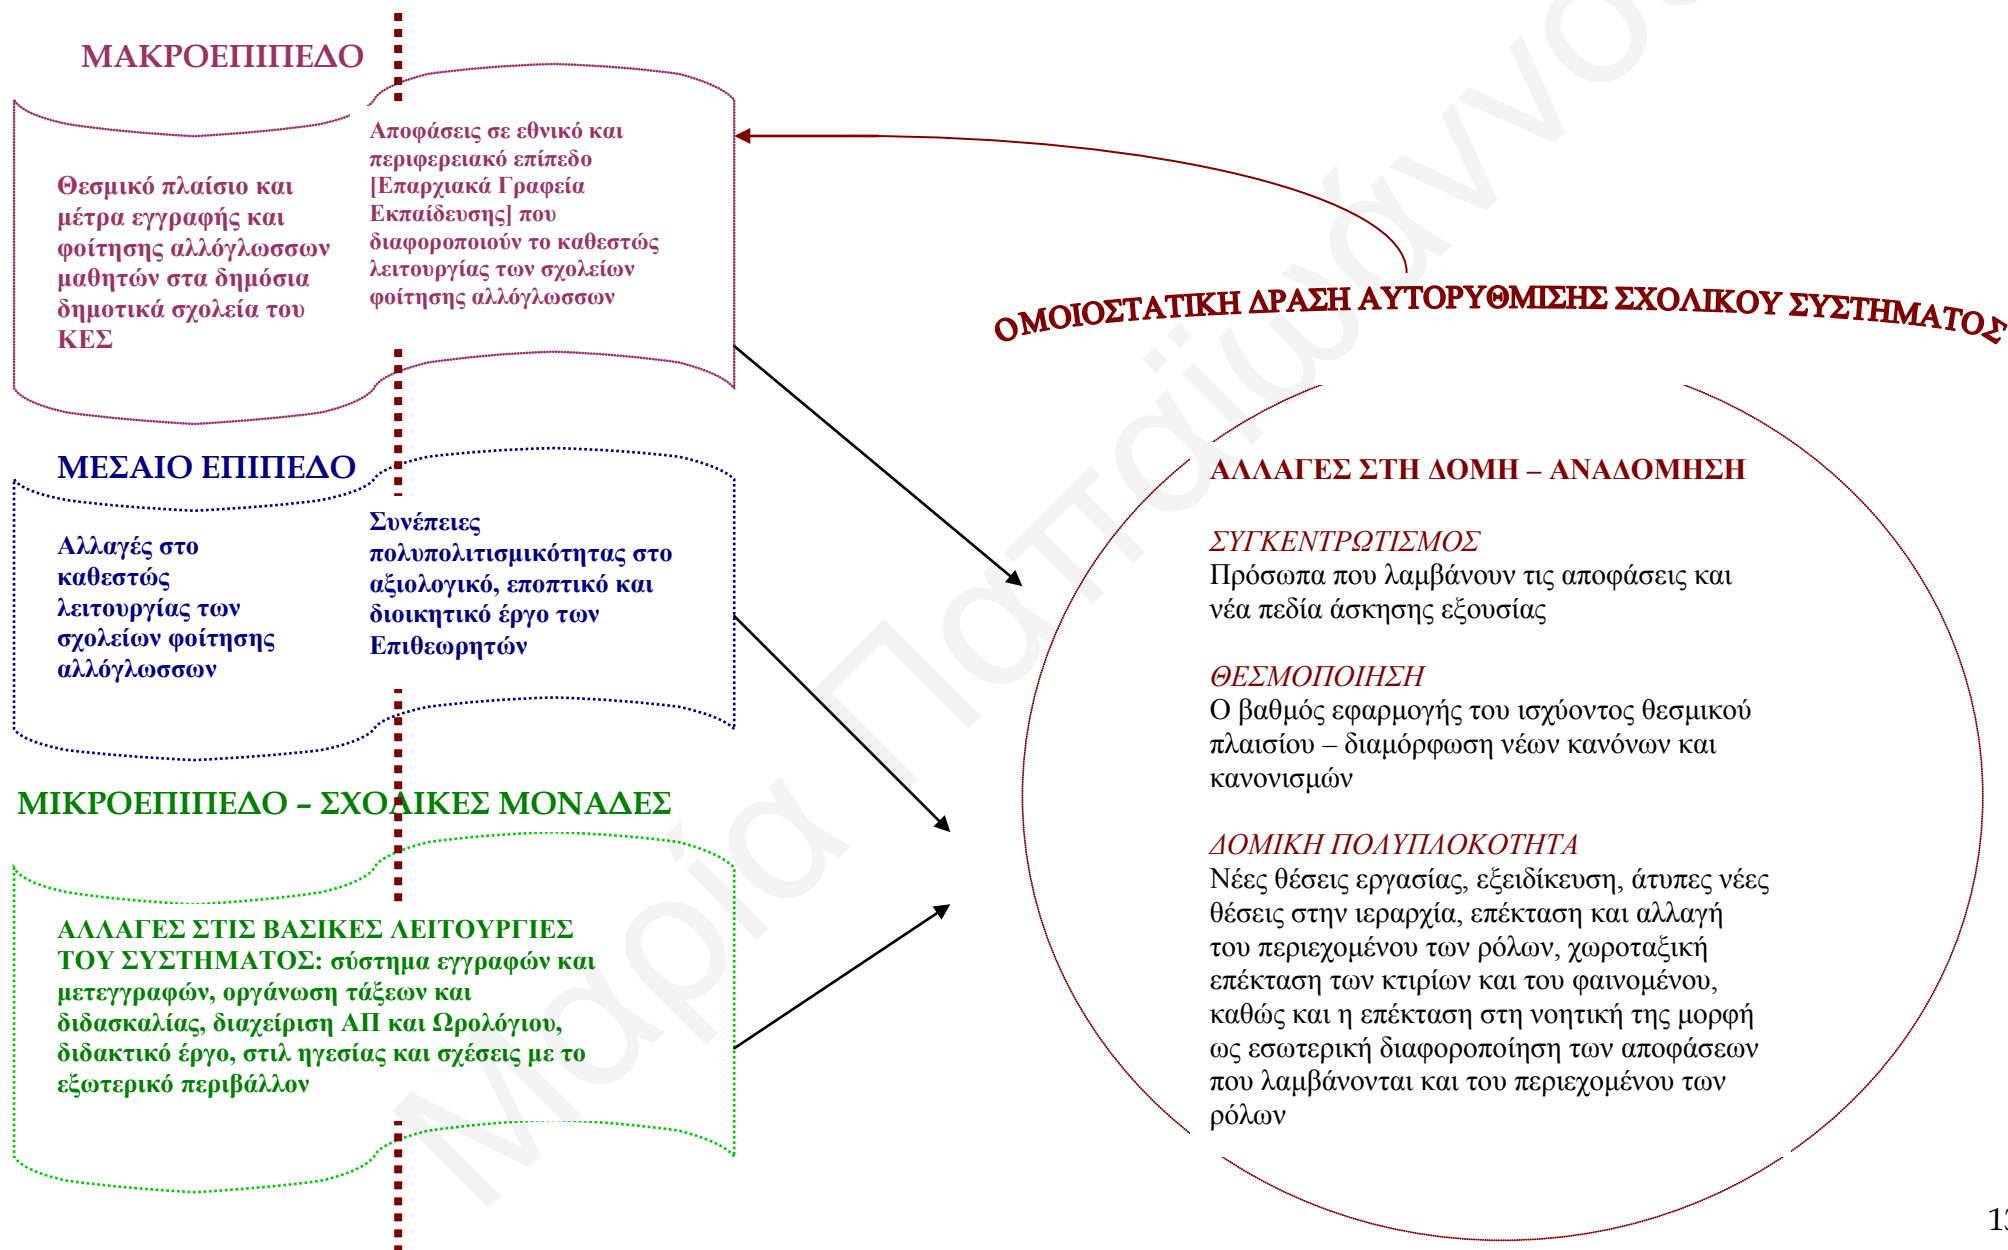 ΜΑΚΡΟΕΠΙΠΕΔΟ
Θεσμικό πλαίσιο και
μέτρα εγγραφής και
φοίτησης αλλόγλωσσων
μαθητών στα δημόσια
δημοτικά σχολεία του
ΚΕΣ
Αποφάσεις σε εθνικό και
περιφερειακό επίπεδο
[Επαρχιακά Γραφεία
Εκπαίδευσης] που
διαφοροποιούν το καθεστώς
λειτουργίας των σχολείων
φοίτησης αλλόγλωσσων
ΜΕΣΑΙΟ ΕΠΙΠΕΔΟ
Αλλαγές στο
καθεστώς
λειτουργίας των
σχολείων φοίτησης
αλλόγλωσσων
Συνέπειες
πολυπολιτισμικότητας στο
αξιολογικό, εποπτικό και
διοικητικό έργο των
Επιθεωρητών
ΜΙΚΡΟΕΠΙΠΕΔΟ – ΣΧΟΛΙΚΕΣ ΜΟΝΑΔΕΣ
ΑΛΛΑΓΕΣ ΣΤΙΣ ΒΑΣΙΚΕΣ ΛΕΙΤΟΥΡΓΙΕΣ
ΤΟΥ ΣΥΣΤΗΜΑΤΟΣ: σύστημα εγγραφών και
μετεγγραφών, οργάνωση τάξεων και
διδασκαλίας, διαχείριση ΑΠ και Ωρολόγιου,
διδακτικό έργο, στιλ ηγεσίας και σχέσεις με το
εξωτερικό περιβάλλον
ΟΜΟΙΟΣΤΑΤΙΚΗ ΔΡΑΣΗ ΑΥΤΟΡΥΘΜΙΣΗΣ ΣΧΟΛΙΚΟΥ ΣΥΣΤΗΜΑΤΟΣ
ΑΛΛΑΓΕΣ ΣΤΗ ΔΟΜΗ – ΑΝΑΔΟΜΗΣΗ
ΣΥΓΚΕΝΤΡΩΤΙΣΜΟΣ
Πρόσωπα που λαμβάνουν τις αποφάσεις και
νέα πεδία άσκησης εξουσίας
ΘΕΣΜΟΠΟΙΗΣΗ
Ο βαθμός εφαρμογής του ισχύοντος θεσμικού
πλαισίου – διαμόρφωση νέων κανόνων και
κανονισμών
ΔΟΜΙΚΗ ΠΟΛΥΠΛΟΚΟΤΗΤΑ
Νέες θέσεις εργασίας, εξειδίκευση, άτυπες νέες
θέσεις στην ιεραρχία, επέκταση και αλλαγή
του περιεχομένου των ρόλων, χωροταξική
επέκταση των κτιρίων και του φαινομένου,
καθώς και η επέκταση στη νοητική της μορφή
ως εσωτερική διαφοροποίηση των αποφάσεων
που λαμβάνονται και του περιεχομένου των
ρόλων
Μαρία Παπαϊωάννο